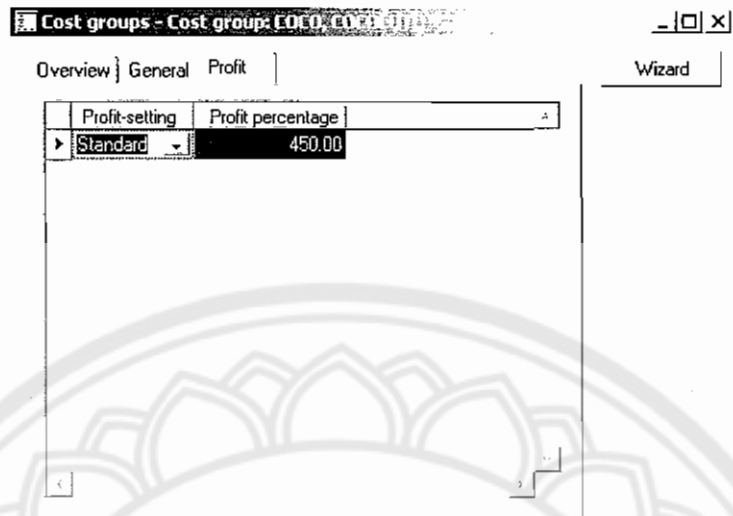 Cost groups - Cost group: COCO, COCO
Overview General Profit
Wizard
Profit-setting Profit percentage
Standard 450.00